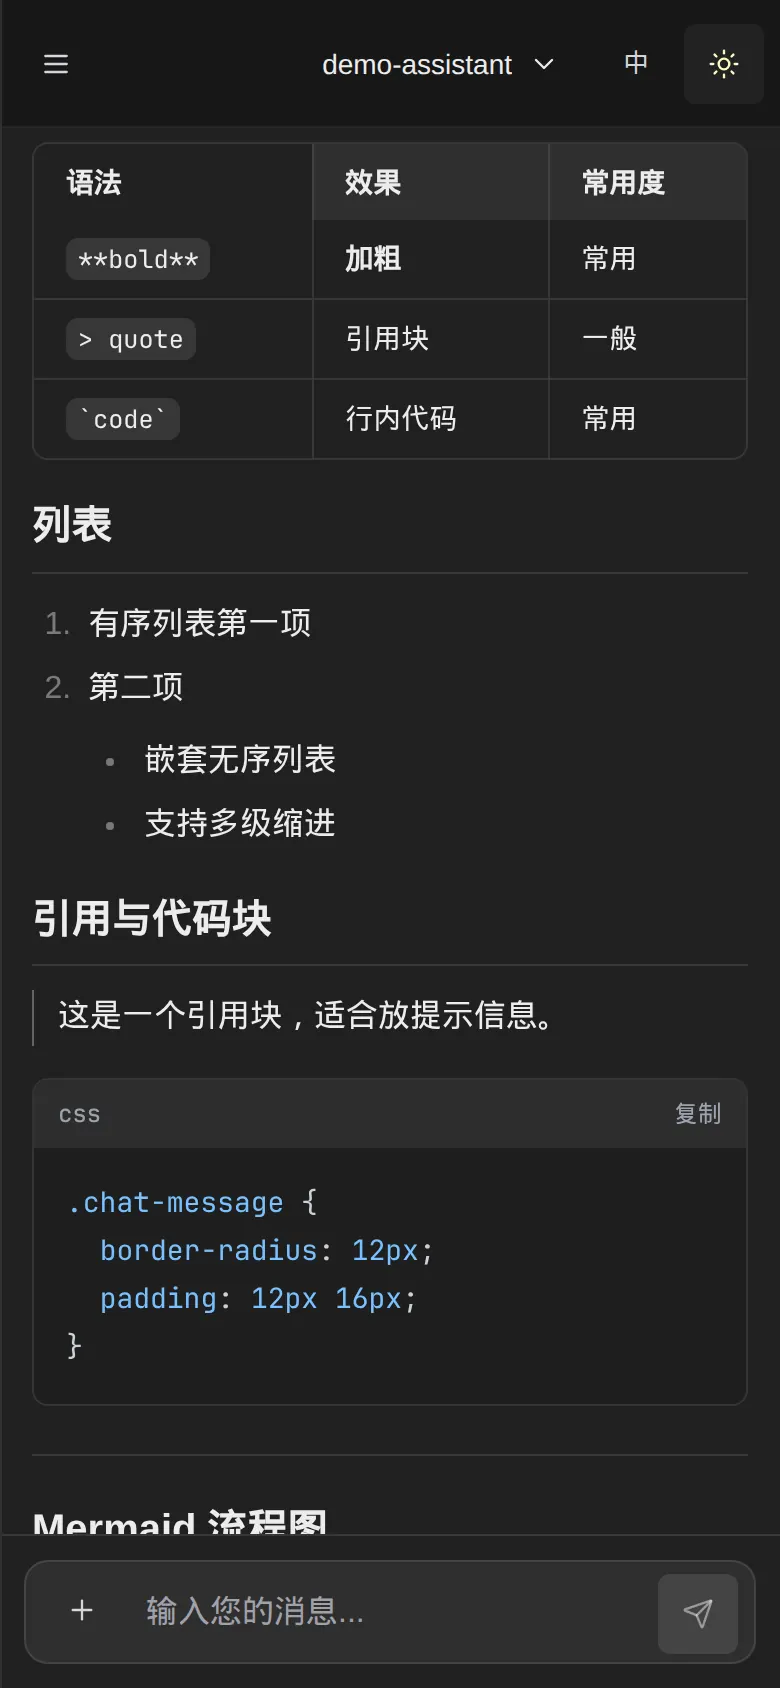 demo-assistant 中
语法 效果 常用度
**bold** 加粗 常用
> quote 引用块 一般
`code` 行内代码 常用
列表
1. 有序列表第一项
2. 第二项
• 嵌套无序列表
• 支持多级缩进
引用与代码块
这是一个引用块，适合放提示信息。
css 复制
.chat-message {
  border-radius: 12px;
  padding: 12px 16px;
}
Mermaid 流程图
输入您的消息...